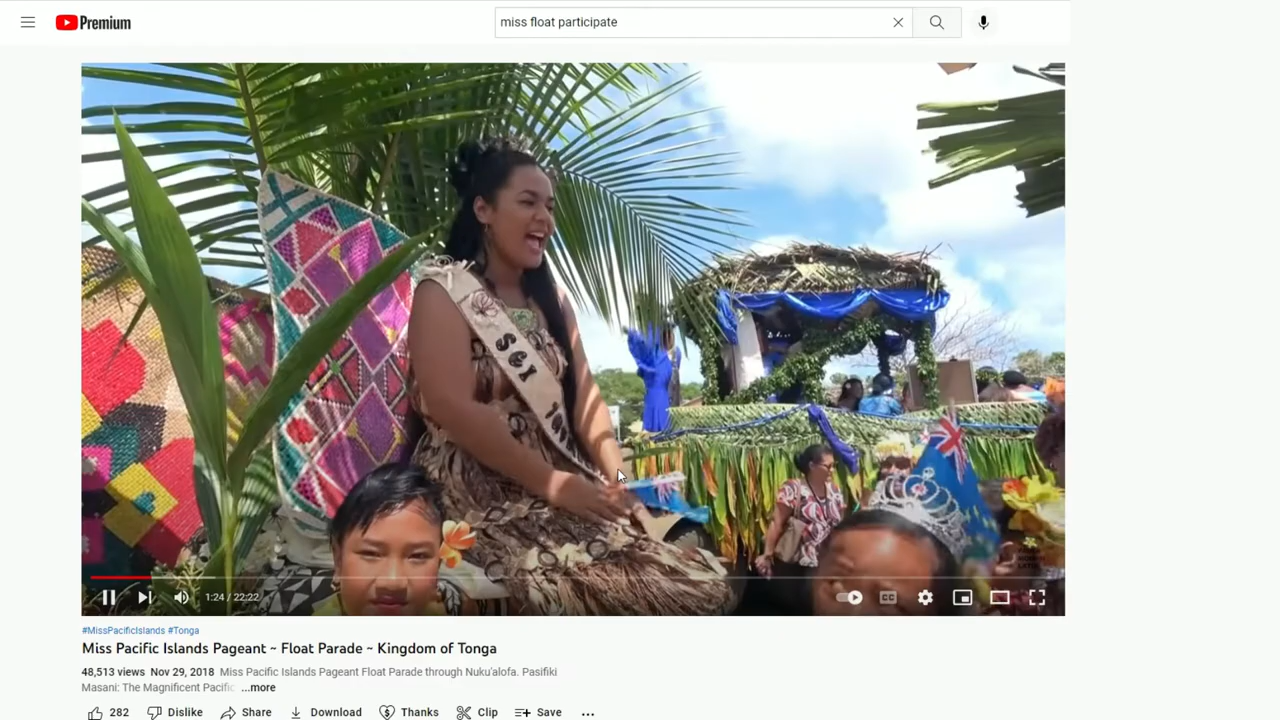 Premium
miss float participate
SGI
1:24 / 22:22
CC
#MissPacificIslands #Tonga
Miss Pacific Islands Pageant ~ Float Parade ~ Kingdom of Tonga
48,513 views Nov 29, 2018 Miss Pacific Islands Pageant Float Parade through Nuku'alofa. Pasifiki
Masani: The Magnificent Pacific ...more
282 Dislike Share Download Thanks Clip Save ...